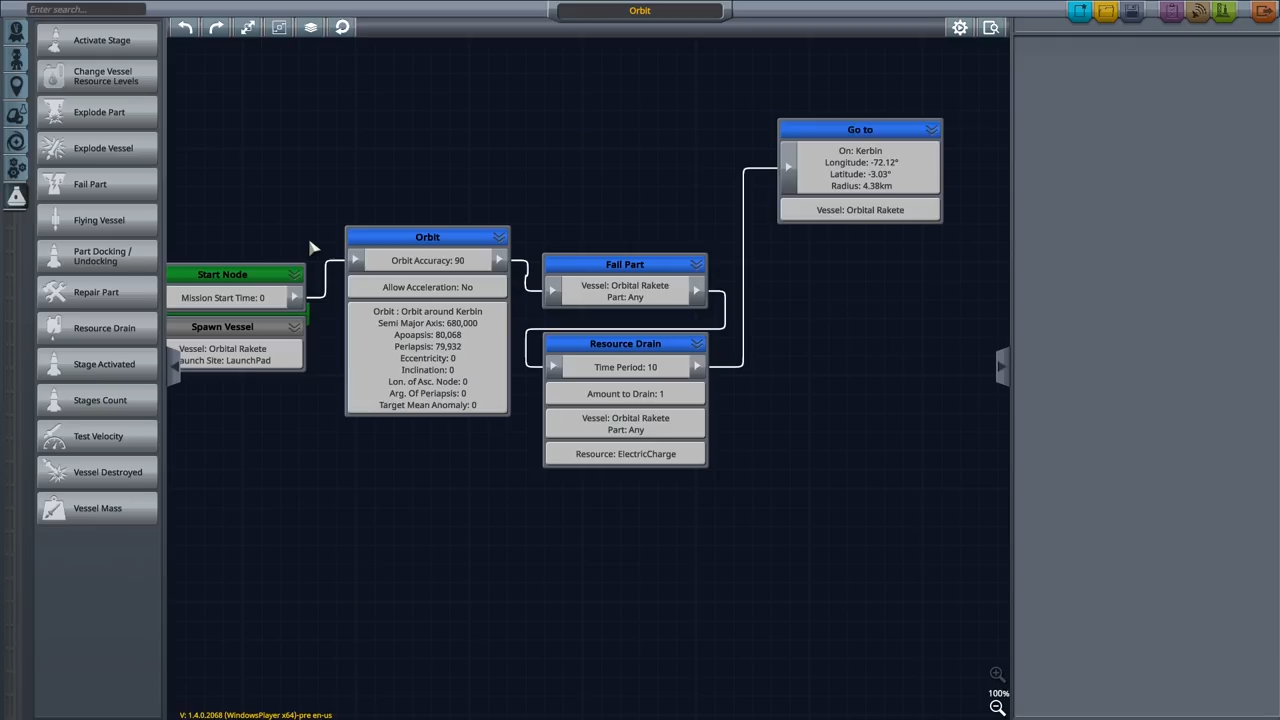 Enter search...
Orbit
Activate Stage
Change Vessel
Resource Levels
Explode Part
Explode Vessel
Fail Part
Flying Vessel
Part Docking /
Undocking
Repair Part
Resource Drain
Stage Activated
Stages Count
Test Velocity
Vessel Destroyed
Vessel Mass
Start Node
Mission Start Time: 0
Spawn Vessel
Vessel: Orbital Rakete
aunch Site: LaunchPad
Orbit
Orbit Accuracy: 90
Allow Acceleration: No
Orbit : Orbit around Kerbin
Semi Major Axis: 680,000
Apoapsis: 80,068
Periapsis: 79,932
Eccentricity: 0
Inclination: 0
Lon. of Asc. Node: 0
Arg. Of Periapsis: 0
Target Mean Anomaly: 0
Fail Part
Vessel: Orbital Rakete
Part: Any
Resource Drain
Time Period: 10
Amount to Drain: 1
Vessel: Orbital Rakete
Part: Any
Resource: ElectricCharge
Go to
On: Kerbin
Longitude: -72.12°
Latitude: -3.03°
Radius: 4.38km
Vessel: Orbital Rakete
100%
V: 1.4.0.2068 (WindowsPlayer x64)-pre en-us